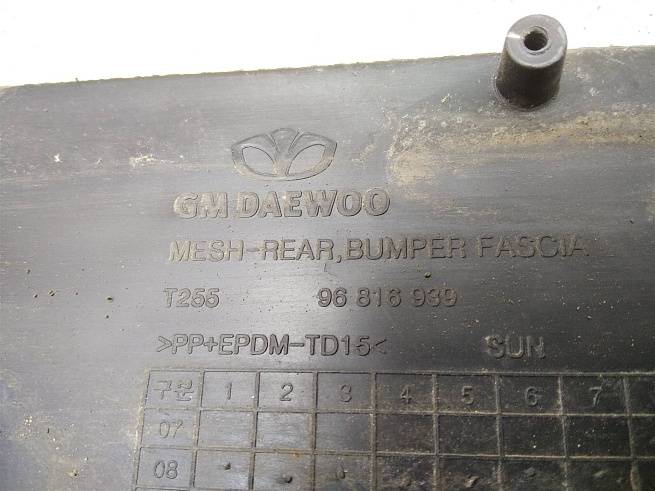 GM DAEWOO
MESH-REAR, BUMPER FASCIA
T255 96 816 939
>PP+EPDM-TD15< SUN
구분 1 2 3 4 5 6 7
07
08